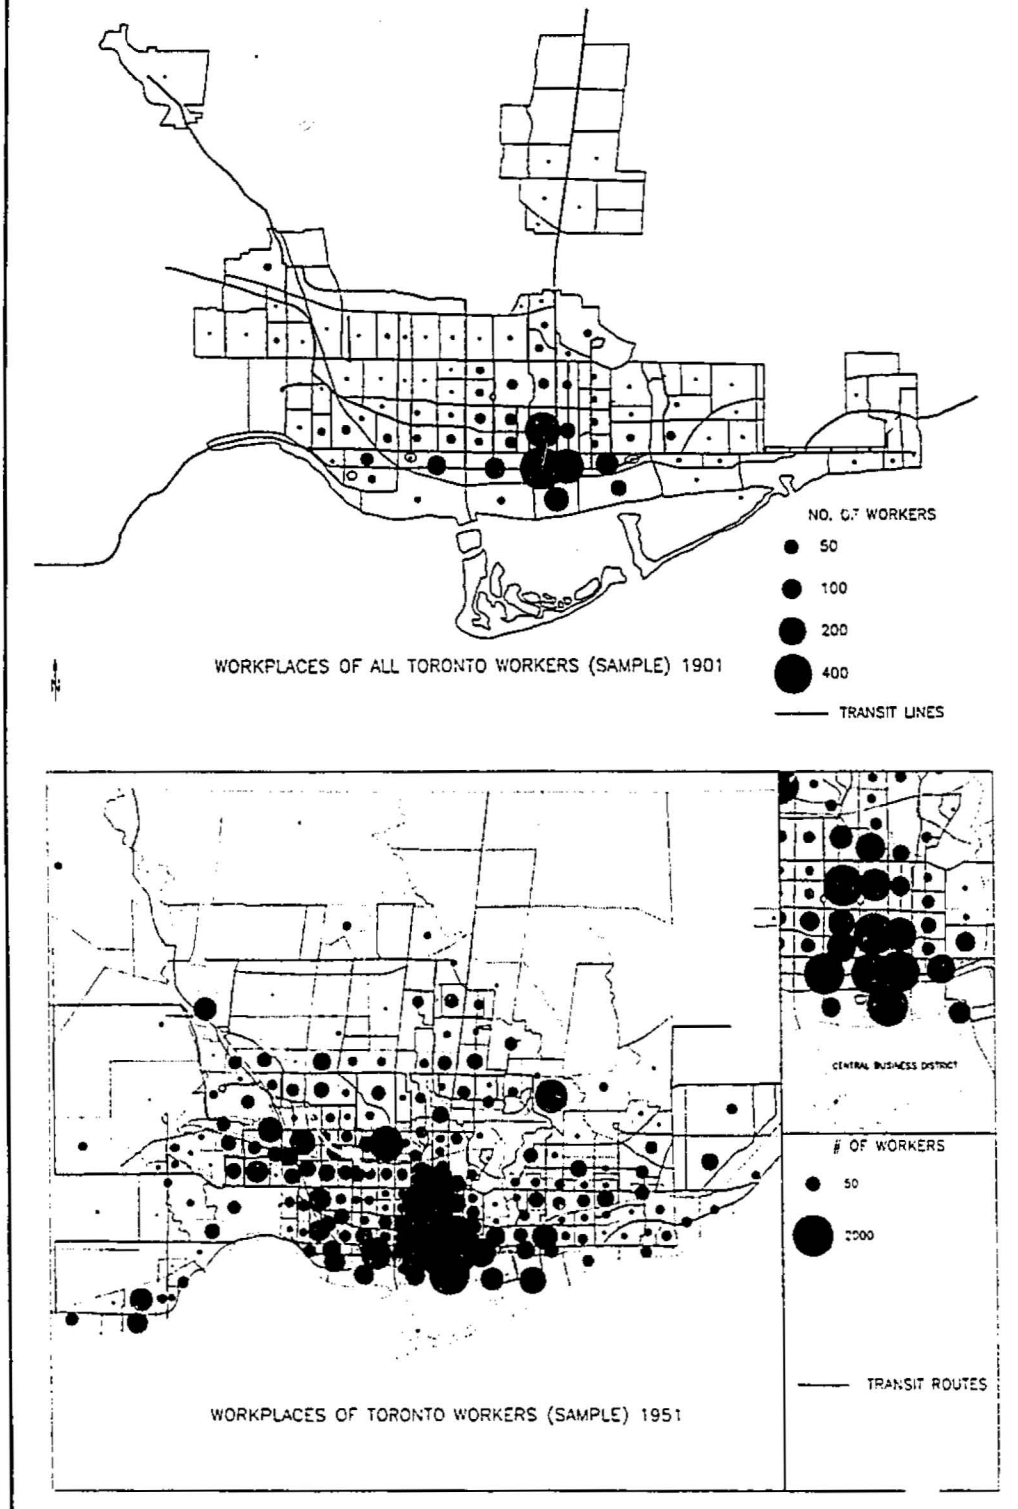 NO. OF WORKERS
50
100
200
400
TRANSIT LINES
N
WORKPLACES OF ALL TORONTO WORKERS (SAMPLE) 1901
CENTRAL BUSINESS DISTRICT
# OF WORKERS
50
2000
TRANSIT ROUTES
WORKPLACES OF TORONTO WORKERS (SAMPLE) 1951